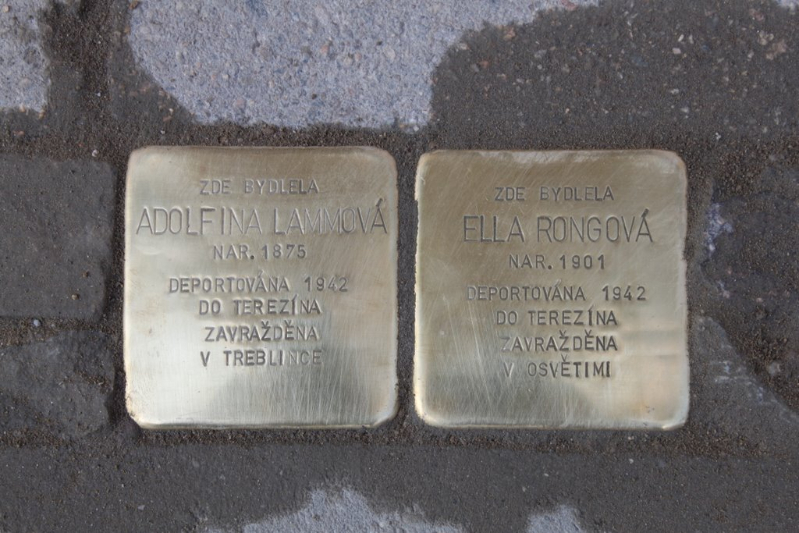 ZDE BYDLELA
ADOLFINA LAMMOVÁ
NAR. 1875
DEPORTOVÁNA 1942
DO TEREZÍNA
ZAVRAŽDĚNA
V TREBLINCE
ZDE BYDLELA
ELLA RONGOVÁ
NAR. 1901
DEPORTOVÁNA 1942
DO TEREZÍNA
ZAVRAŽDĚNA
V OSVĚTIMI